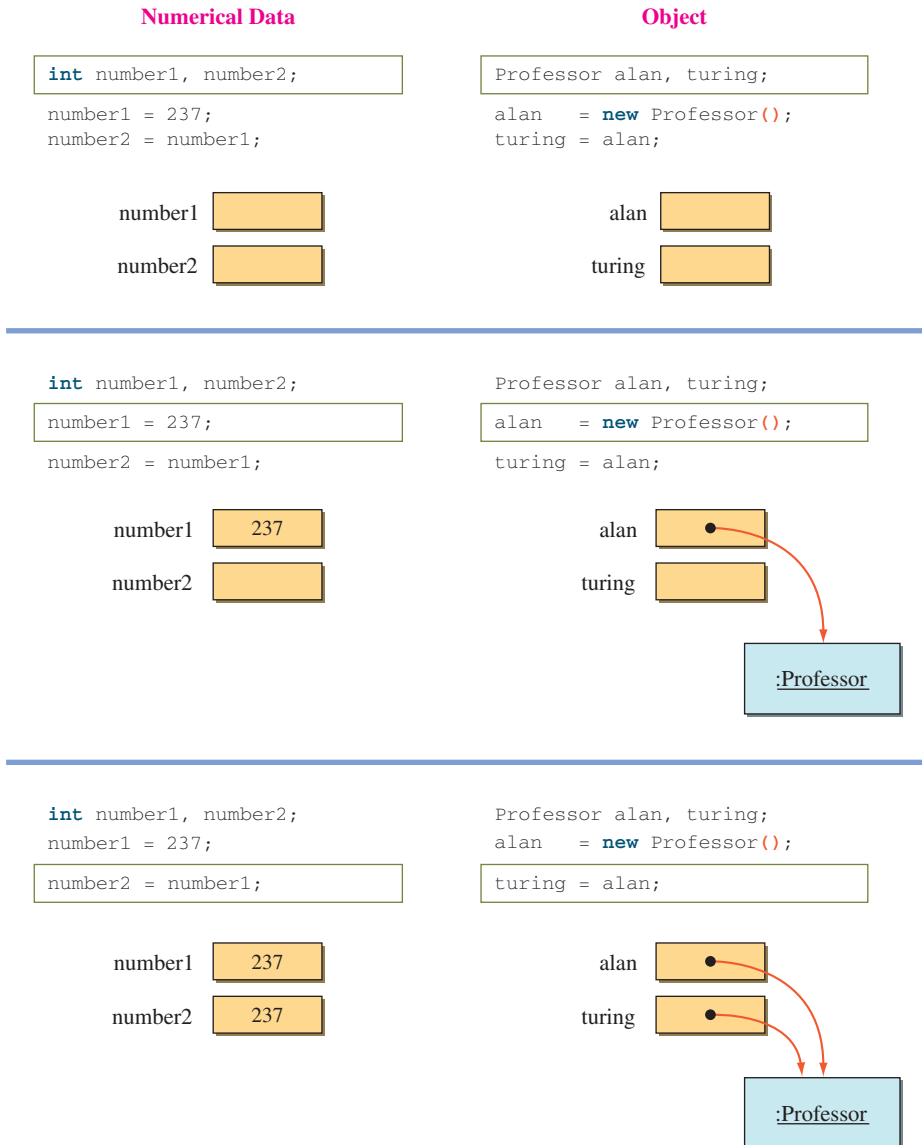 Numerical Data
Object
int number1, number2;
number1 = 237;
number2 = number1;
Professor alan, turing;
alan   = new Professor();
turing = alan;
number1
number2
alan
turing
int number1, number2;
number1 = 237;
number2 = number1;
Professor alan, turing;
alan   = new Professor();
turing = alan;
number1 237
number2
alan
turing
:Professor
int number1, number2;
number1 = 237;
number2 = number1;
Professor alan, turing;
alan   = new Professor();
turing = alan;
number1 237
number2 237
alan
turing
:Professor